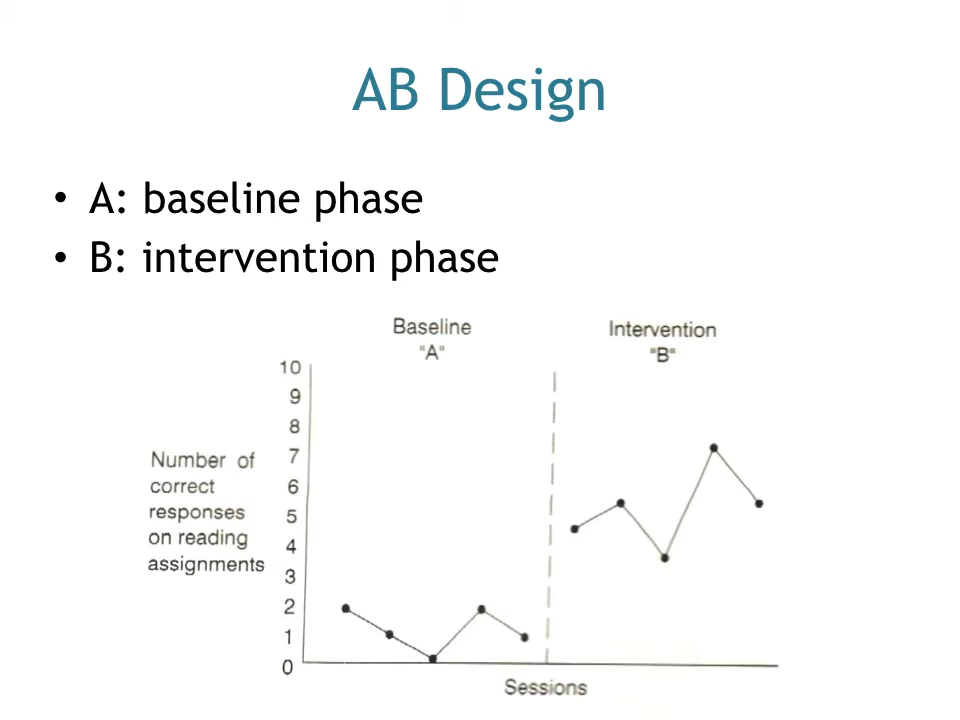 AB Design
• A: baseline phase
• B: intervention phase
Baseline
"A"
Intervention
"B"
10
9
8
7
6
5
4
3
2
1
0
Number of
correct
responses
on reading
assignments
Sessions